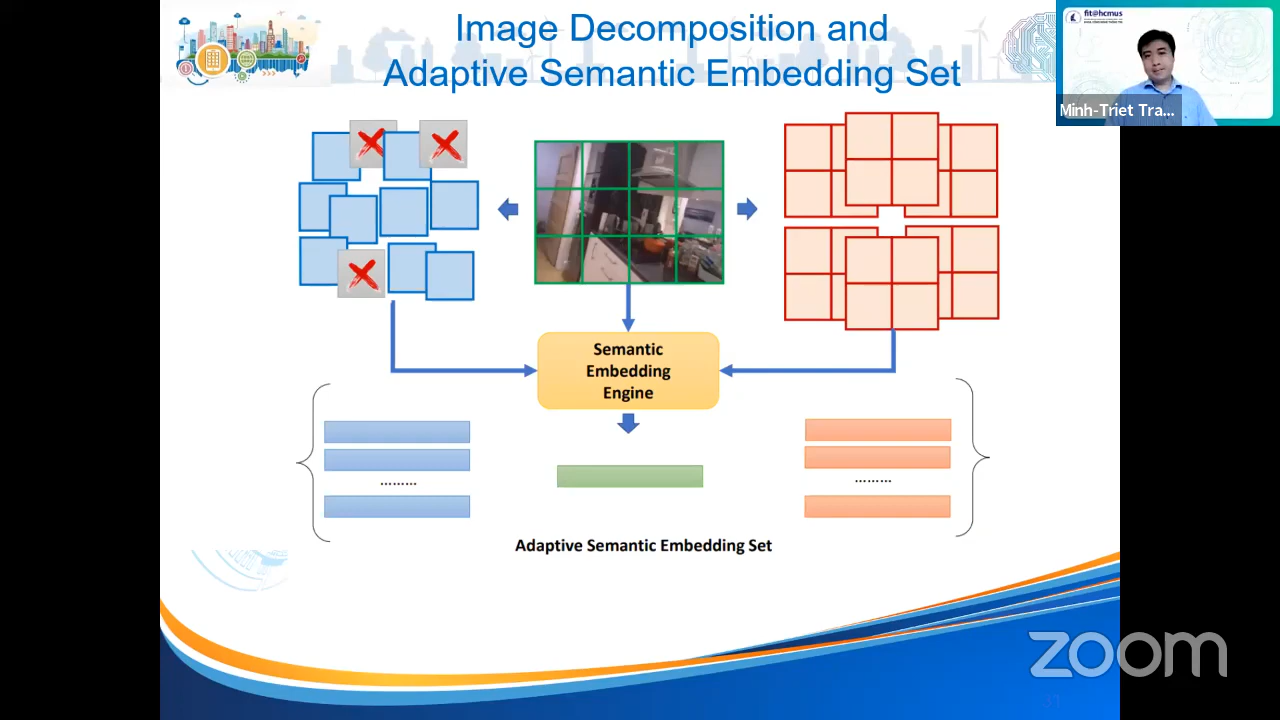 Image Decomposition and
Adaptive Semantic Embedding Set
fit@hcmus
Minh-Triet Tra...
Semantic
Embedding
Engine
.........
.........
Adaptive Semantic Embedding Set
zoom
31